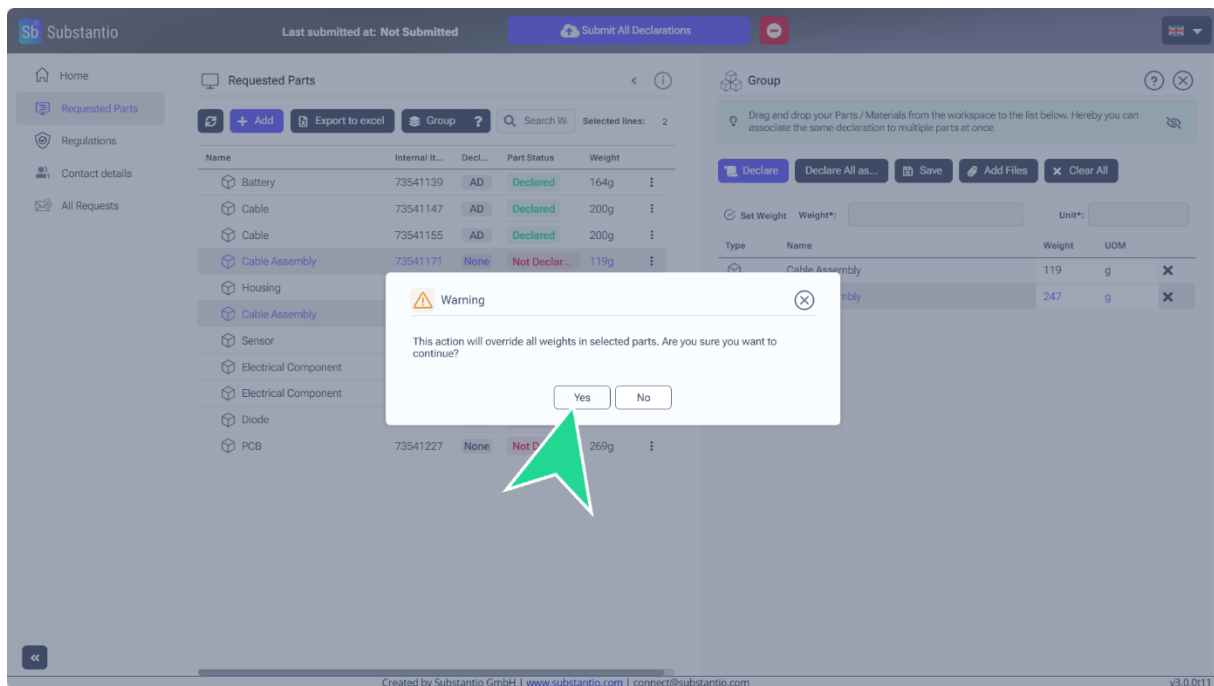 Sb Substantio
Last submitted at: Not Submitted
Submit All Declarations
Home
Requested Parts
Regulations
Contact details
All Requests
Requested Parts
Add
Export to excel
Group ?
Search W
Selected lines: 2
Name Internal It... Decl... Part Status Weight
Battery 73541139 AD Declared 164g
Cable 73541147 AD Declared 200g
Cable 73541155 AD Declared 200g
Cable Assembly 73541171 None Not Declar... 119g
Housing
Cable Assembly
Sensor
Electrical Component
Electrical Component
Diode
PCB 73541227 None Not D 269g
Group
?
Drag and drop your Parts / Materials from the workspace to the list below. Hereby you can
associate the same declaration to multiple parts at once.
Declare
Declare All as...
Save
Add Files
Clear All
Set Weight Weight*: Unit*:
Type Name Weight UOM
Cable Assembly 119 g
mbly 247 g
Warning
This action will override all weights in selected parts. Are you sure you want to
continue?
Yes
No
Created by Substantio GmbH | www.substantio.com | connect@substantio.com
v3.0.0t11